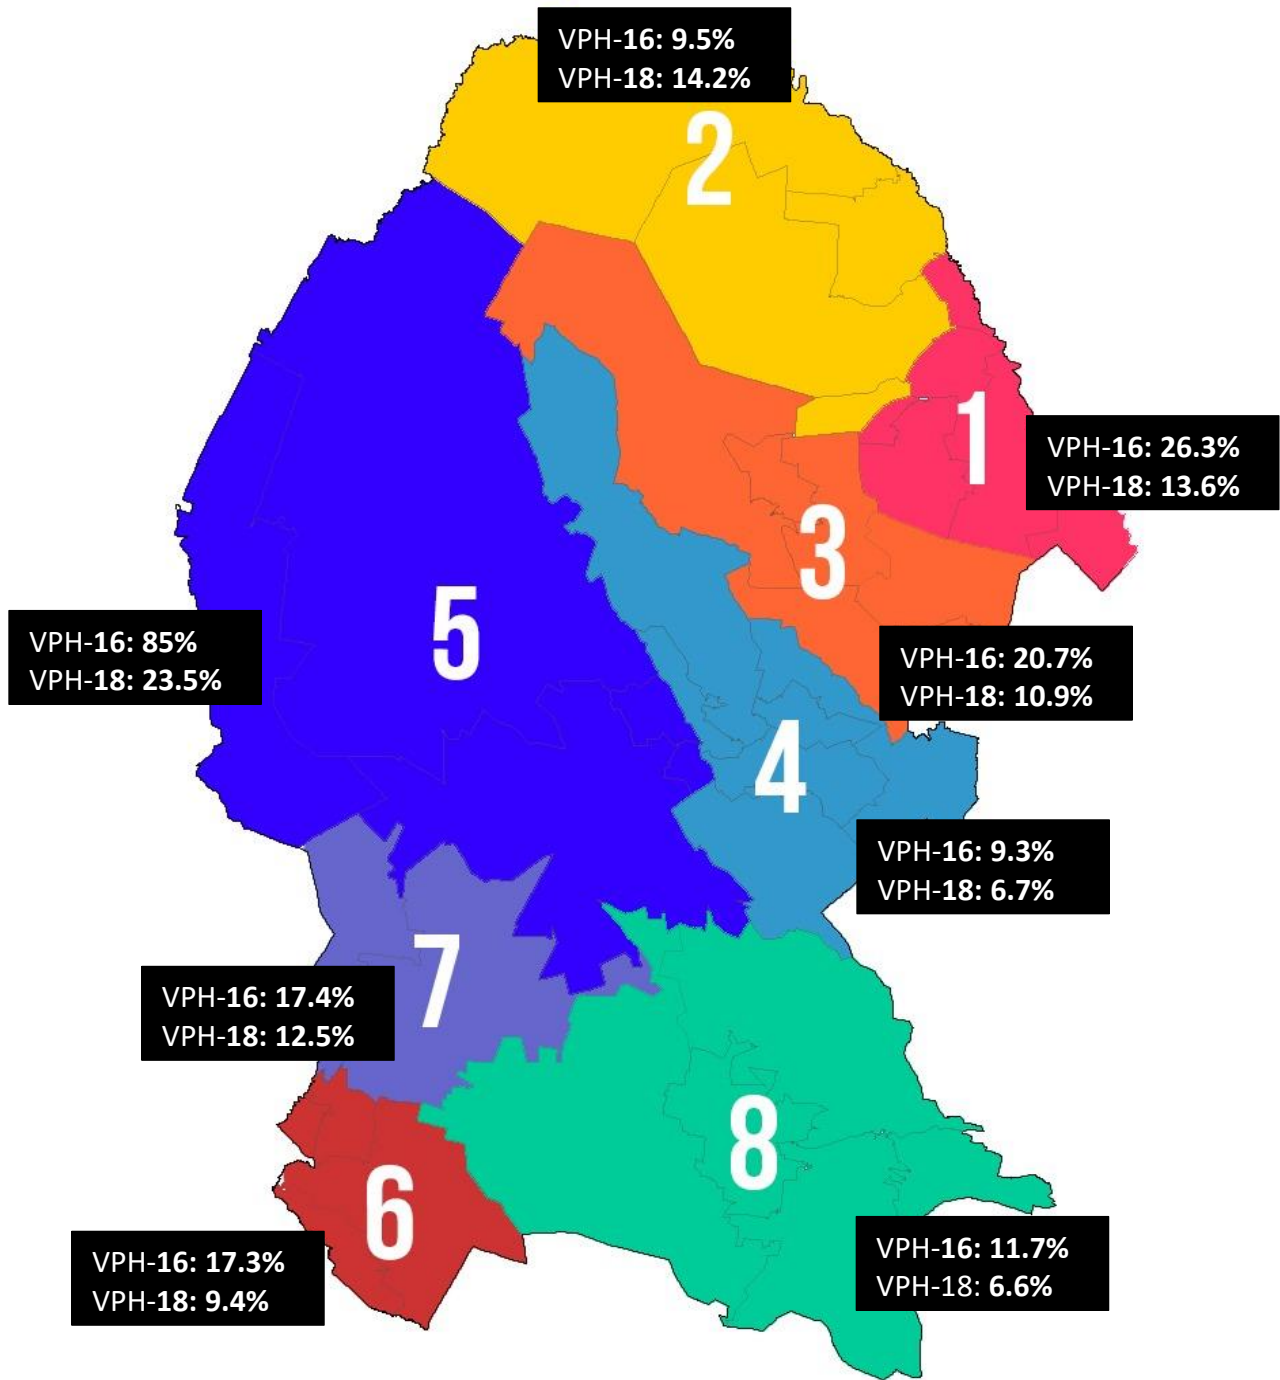 VPH-16: 9.5%
VPH-18: 14.2%
2
1
VPH-16: 26.3%
VPH-18: 13.6%
3
5
VPH-16: 85%
VPH-18: 23.5%
VPH-16: 20.7%
VPH-18: 10.9%
4
VPH-16: 9.3%
VPH-18: 6.7%
7
VPH-16: 17.4%
VPH-18: 12.5%
8
6
VPH-16: 17.3%
VPH-18: 9.4%
VPH-16: 11.7%
VPH-18: 6.6%